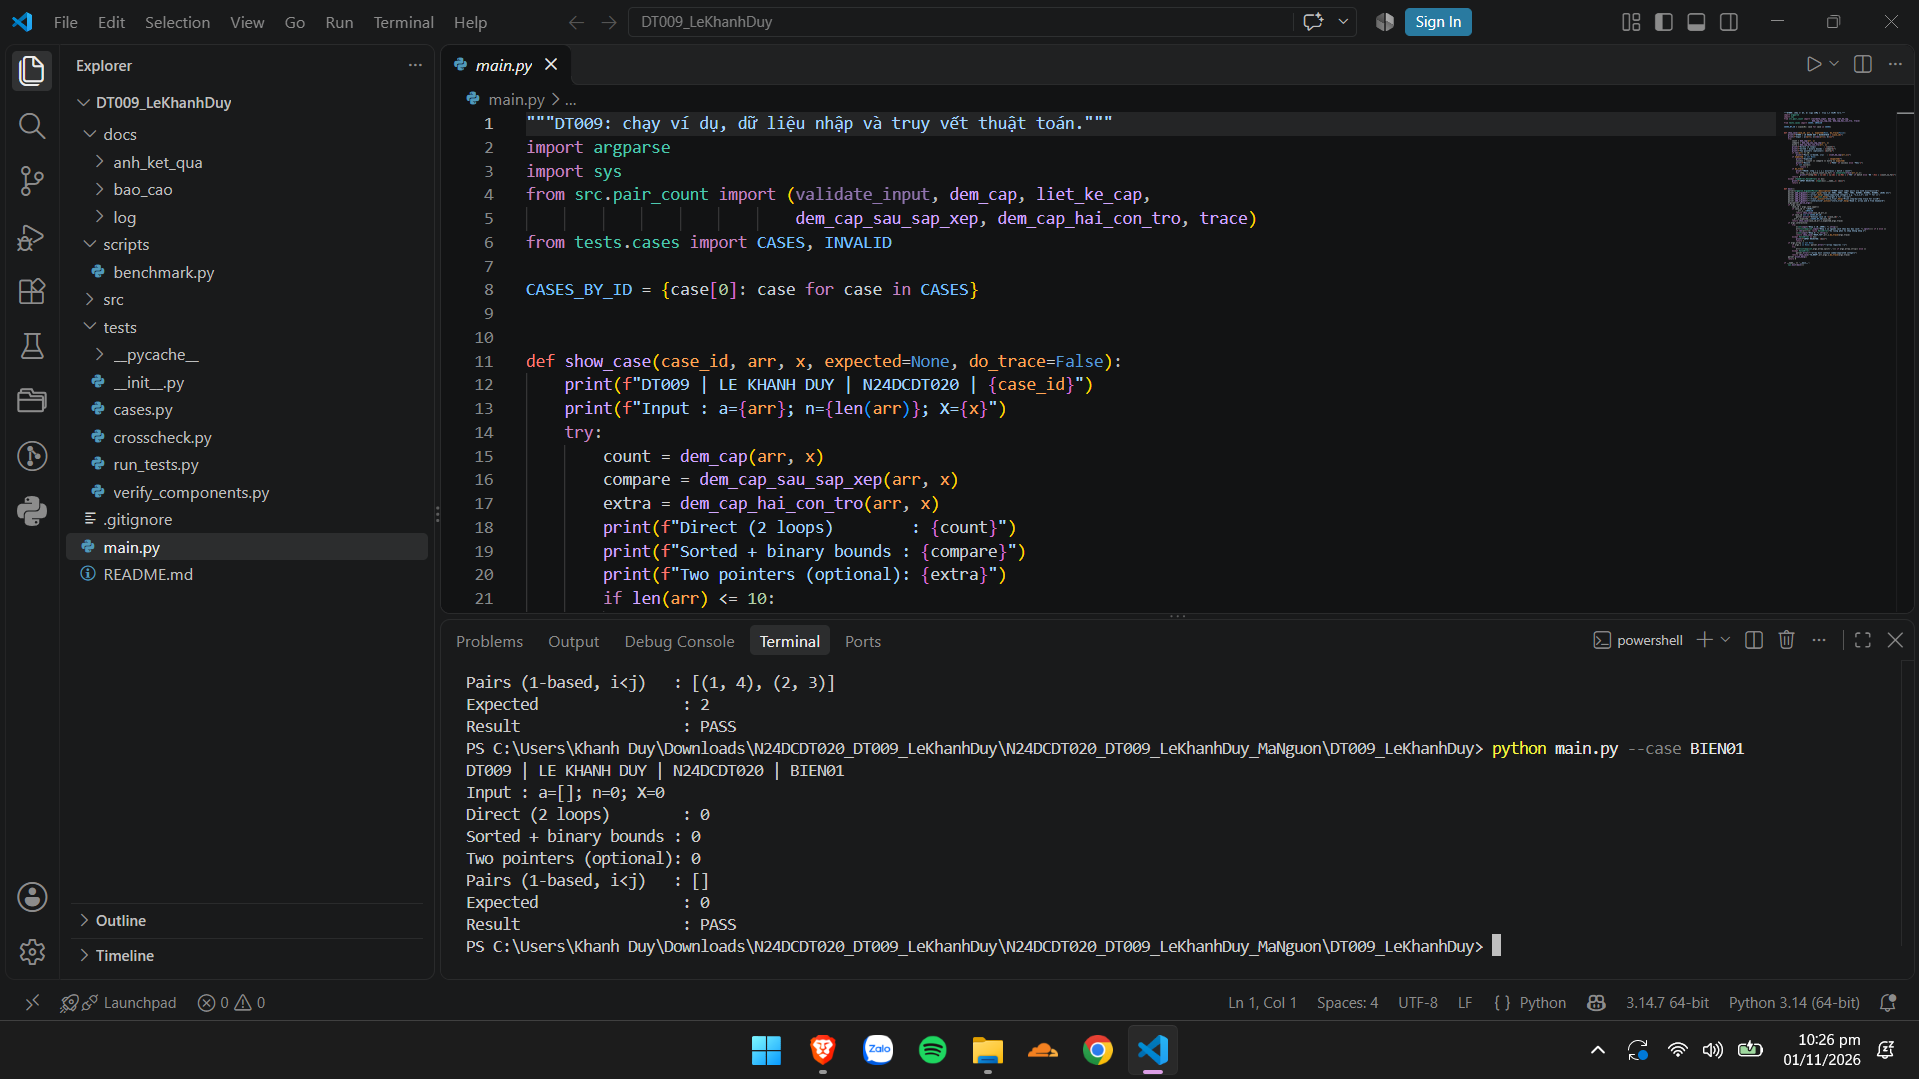 File Edit Selection View Go Run Terminal Help
DT009_LeKhanhDuy
Sign In
Explorer
DT009_LeKhanhDuy
docs
anh_ket_qua
bao_cao
log
scripts
benchmark.py
src
tests
__pycache__
__init__.py
cases.py
crosscheck.py
run_tests.py
verify_components.py
.gitignore
main.py
README.md
Outline
Timeline
main.py
main.py > ...
1 """DT009: chạy ví dụ, dữ liệu nhập và truy vết thuật toán."""
2 import argparse
3 import sys
4 from src.pair_count import (validate_input, dem_cap, liet_ke_cap,
5 dem_cap_sau_sap_xep, dem_cap_hai_con_tro, trace)
6 from tests.cases import CASES, INVALID
7
8 CASES_BY_ID = {case[0]: case for case in CASES}
9
10
11 def show_case(case_id, arr, x, expected=None, do_trace=False):
12 print(f"DT009 | LE KHANH DUY | N24DCDT020 | {case_id}")
13 print(f"Input : a={arr}; n={len(arr)}; X={x}")
14 try:
15 count = dem_cap(arr, x)
16 compare = dem_cap_sau_sap_xep(arr, x)
17 extra = dem_cap_hai_con_tro(arr, x)
18 print(f"Direct (2 loops)        : {count}")
19 print(f"Sorted + binary bounds : {compare}")
20 print(f"Two pointers (optional): {extra}")
21 if len(arr) <= 10:
Problems Output Debug Console Terminal Ports
powershell
Pairs (1-based, i<j)   : [(1, 4), (2, 3)]
Expected               : 2
Result                 : PASS
PS C:\Users\Khanh Duy\Downloads\N24DCDT020_DT009_LeKhanhDuy\N24DCDT020_DT009_LeKhanhDuy_MaNguon\DT009_LeKhanhDuy> python main.py --case BIEN01
DT009 | LE KHANH DUY | N24DCDT020 | BIEN01
Input : a=[]; n=0; X=0
Direct (2 loops)        : 0
Sorted + binary bounds : 0
Two pointers (optional): 0
Pairs (1-based, i<j)   : []
Expected               : 0
Result                 : PASS
PS C:\Users\Khanh Duy\Downloads\N24DCDT020_DT009_LeKhanhDuy\N24DCDT020_DT009_LeKhanhDuy_MaNguon\DT009_LeKhanhDuy>
Launchpad 0 0 Ln 1, Col 1 Spaces: 4 UTF-8 LF { } Python 3.14.7 64-bit Python 3.14 (64-bit)
Zalo
10:26 pm
01/11/2026